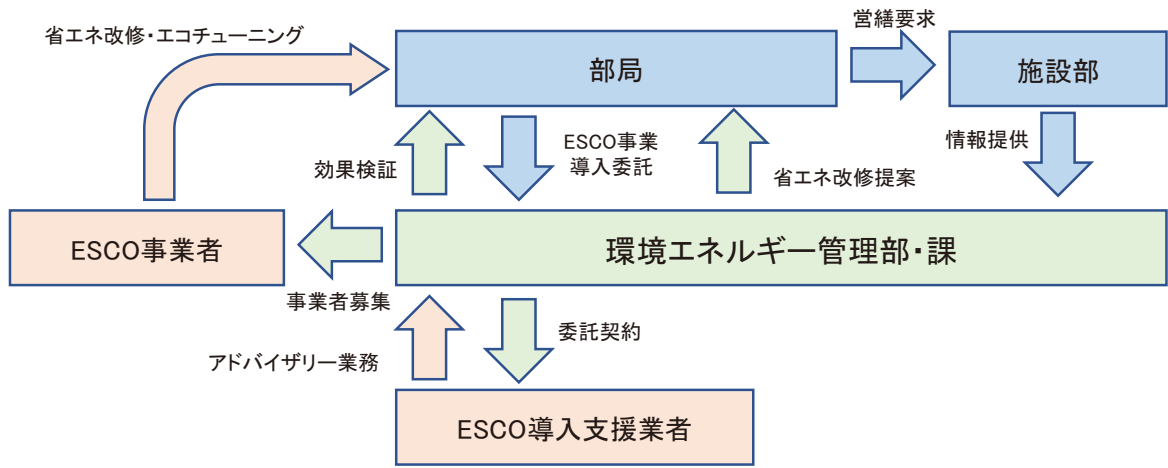 営繕要求
省エネ改修・エコチューニング
部局
施設部
効果検証
ESCO事業
導入委託
省エネ改修提案
情報提供
ESCO事業者
環境エネルギー管理部・課
事業者募集
アドバイザリー業務
委託契約
ESCO導入支援業者